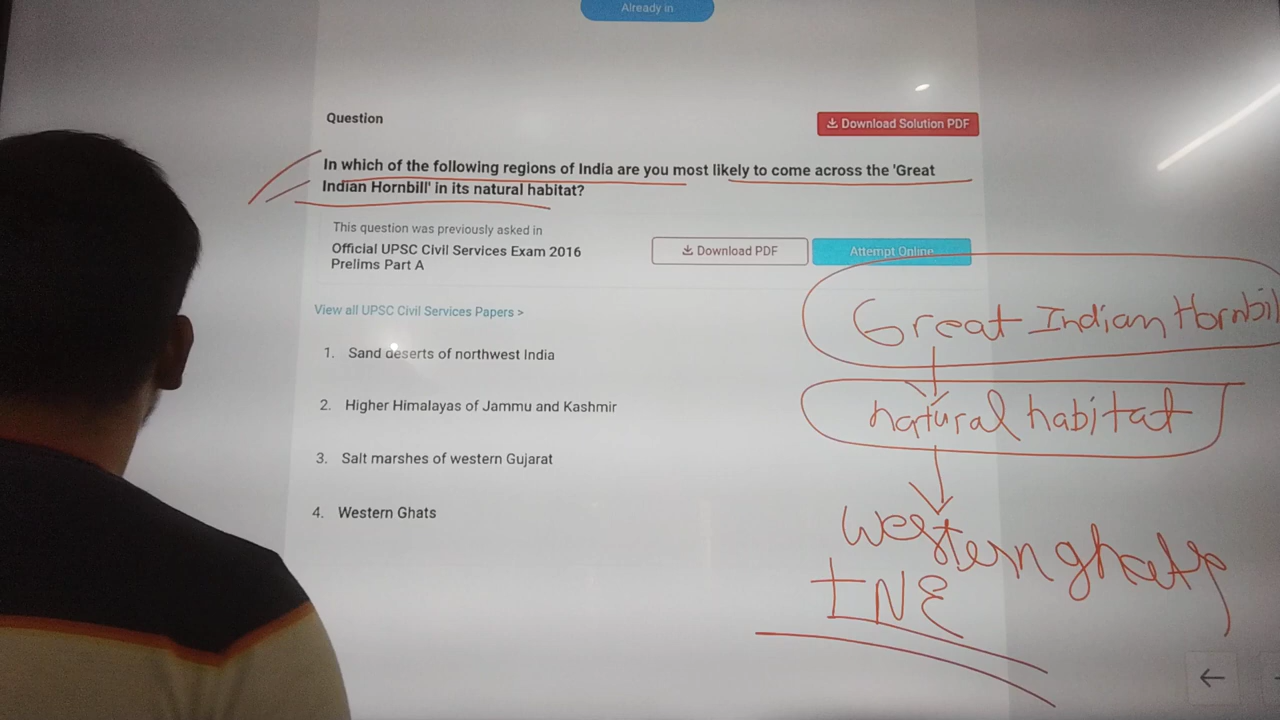 Already in
Question
Download Solution PDF
In which of the following regions of India are you most likely to come across the 'Great
Indian Hornbill' in its natural habitat?
This question was previously asked in
Official UPSC Civil Services Exam 2016
Prelims Part A
Download PDF
Attempt Online
View all UPSC Civil Services Papers >
1. Sand deserts of northwest India
2. Higher Himalayas of Jammu and Kashmir
3. Salt marshes of western Gujarat
4. Western Ghats
Great Indian Hornbil
natural habitat
Western ghats
+NE